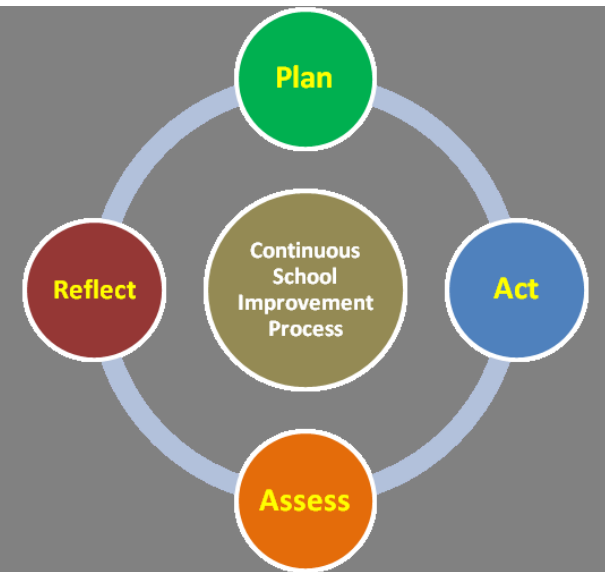 Plan
Continuous
School
Improvement
Process
Reflect
Act
Assess